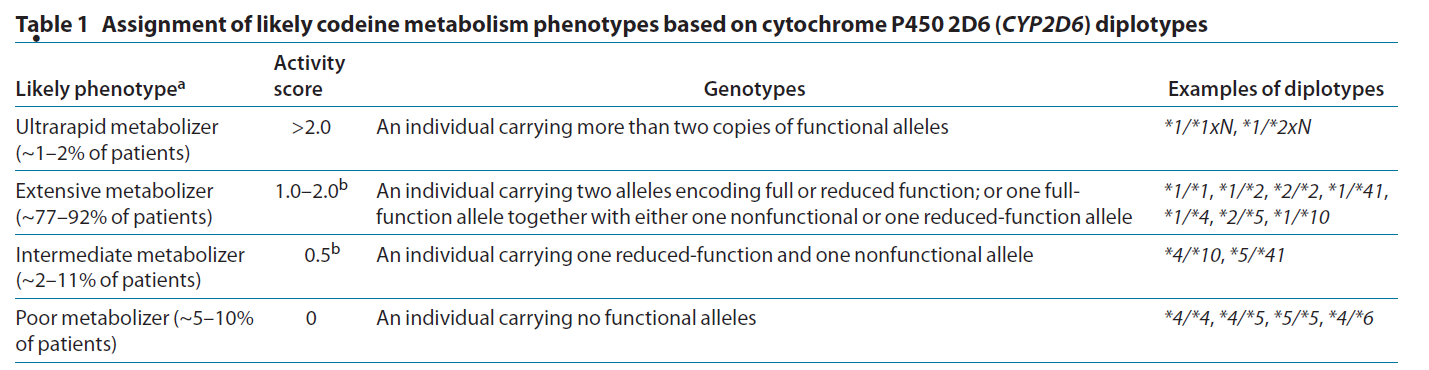 Table 1 Assignment of likely codeine metabolism phenotypes based on cytochrome P450 2D6 (CYP2D6) diplotypes
Likely phenotypeᵃ Activity score Genotypes Examples of diplotypes
Ultrarapid metabolizer >2.0 An individual carrying more than two copies of functional alleles *1/*1xN, *1/*2xN
(~1–2% of patients)
Extensive metabolizer 1.0–2.0ᵇ An individual carrying two alleles encoding full or reduced function; or one full- *1/*1, *1/*2, *2/*2, *1/*41,
(~77–92% of patients) function allele together with either one nonfunctional or one reduced-function allele *1/*4, *2/*5, *1/*10
Intermediate metabolizer 0.5ᵇ An individual carrying one reduced-function and one nonfunctional allele *4/*10, *5/*41
(~2–11% of patients)
Poor metabolizer (~5–10% 0 An individual carrying no functional alleles *4/*4, *4/*5, *5/*5, *4/*6
of patients)